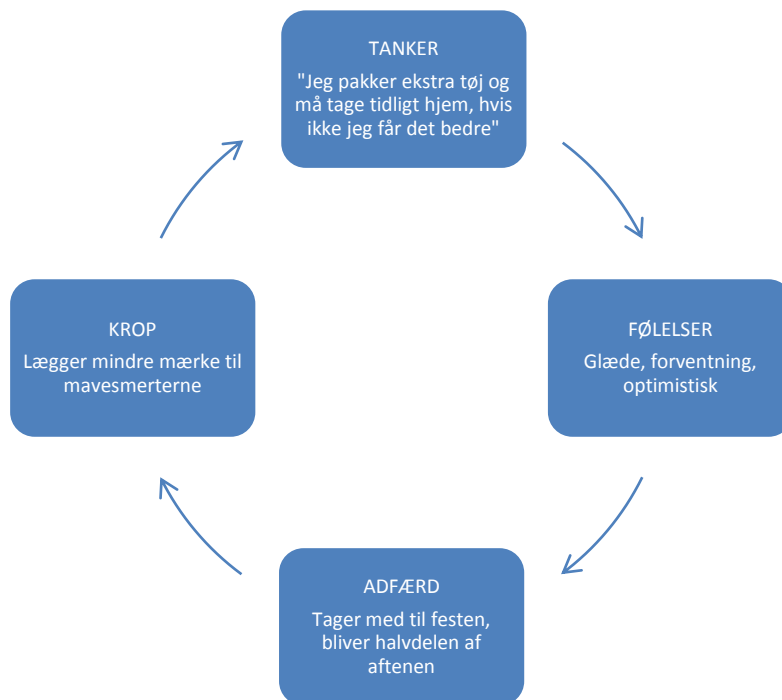 TANKER
"Jeg pakker ekstra tøj og
må tage tidligt hjem, hvis
ikke jeg får det bedre"
FØLELSER
Glæde, forventning,
optimistisk
ADFÆRD
Tager med til festen,
bliver halvdelen af
aftenen
KROP
Lægger mindre mærke til
mavesmerterne